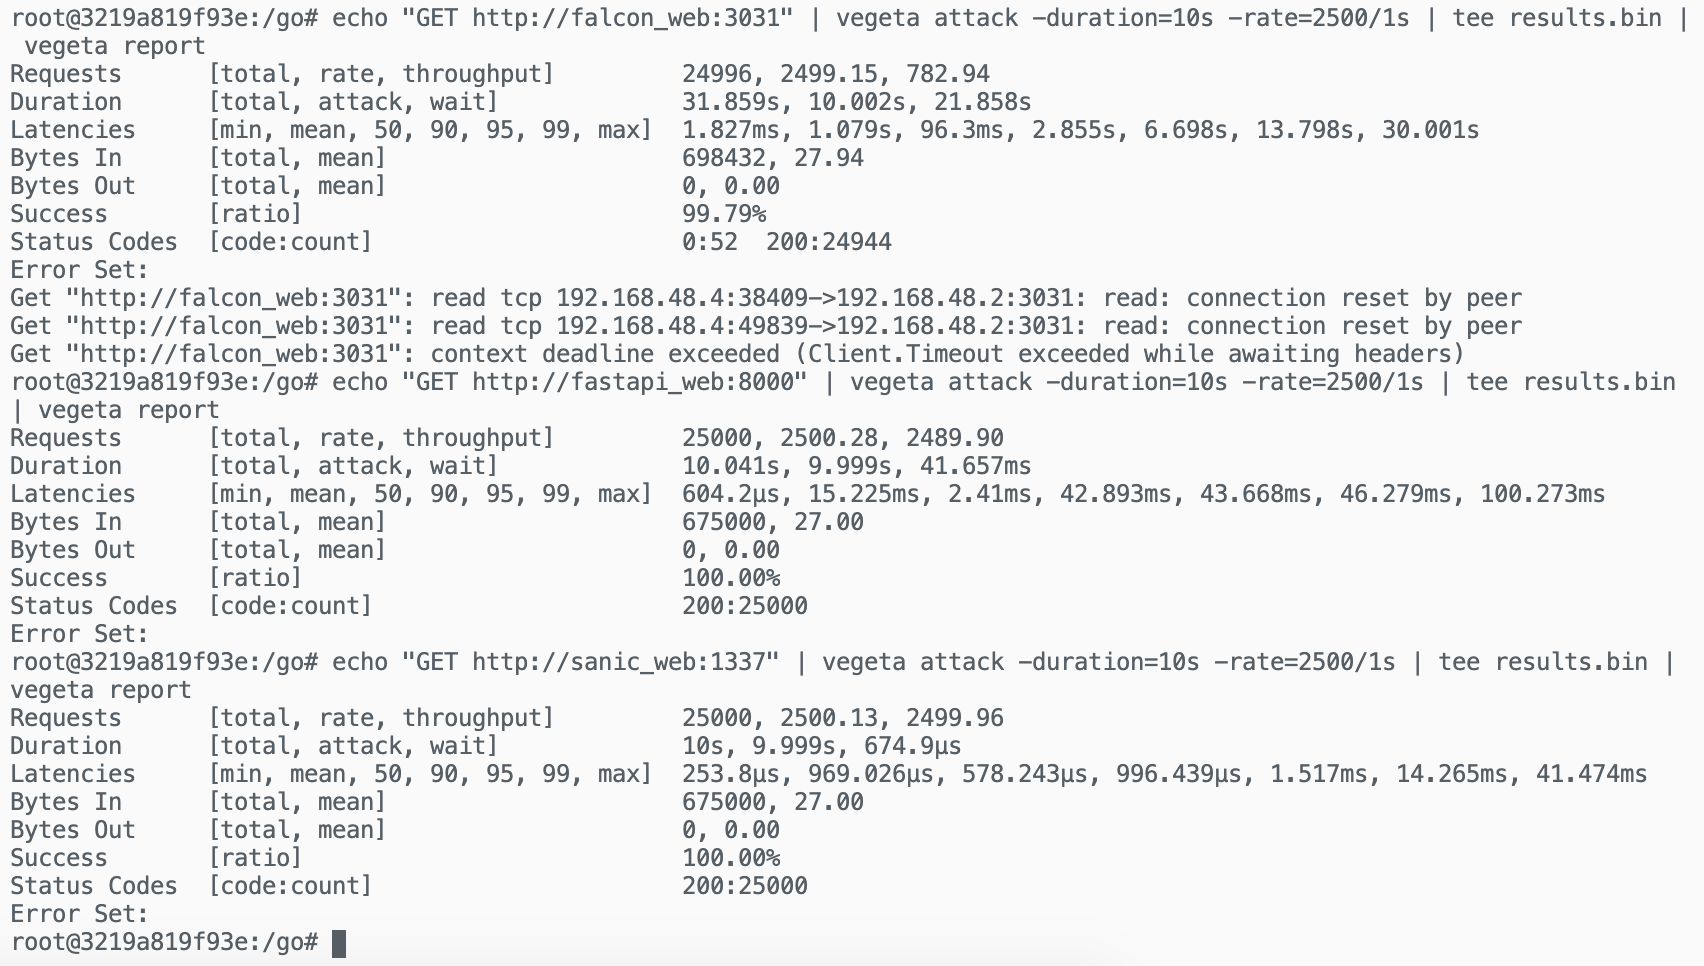 root@3219a819f93e:/go# echo "GET http://falcon_web:3031" | vegeta attack -duration=10s -rate=2500/1s | tee results.bin |
 vegeta report
Requests      [total, rate, throughput]         24996, 2499.15, 782.94
Duration      [total, attack, wait]             31.859s, 10.002s, 21.858s
Latencies     [min, mean, 50, 90, 95, 99, max]  1.827ms, 1.079s, 96.3ms, 2.855s, 6.698s, 13.798s, 30.001s
Bytes In      [total, mean]                     698432, 27.94
Bytes Out     [total, mean]                     0, 0.00
Success       [ratio]                           99.79%
Status Codes  [code:count]                      0:52  200:24944
Error Set:
Get "http://falcon_web:3031": read tcp 192.168.48.4:38409->192.168.48.2:3031: read: connection reset by peer
Get "http://falcon_web:3031": read tcp 192.168.48.4:49839->192.168.48.2:3031: read: connection reset by peer
Get "http://falcon_web:3031": context deadline exceeded (Client.Timeout exceeded while awaiting headers)
root@3219a819f93e:/go# echo "GET http://fastapi_web:8000" | vegeta attack -duration=10s -rate=2500/1s | tee results.bin
| vegeta report
Requests      [total, rate, throughput]         25000, 2500.28, 2489.90
Duration      [total, attack, wait]             10.041s, 9.999s, 41.657ms
Latencies     [min, mean, 50, 90, 95, 99, max]  604.2µs, 15.225ms, 2.41ms, 42.893ms, 43.668ms, 46.279ms, 100.273ms
Bytes In      [total, mean]                     675000, 27.00
Bytes Out     [total, mean]                     0, 0.00
Success       [ratio]                           100.00%
Status Codes  [code:count]                      200:25000
Error Set:
root@3219a819f93e:/go# echo "GET http://sanic_web:1337" | vegeta attack -duration=10s -rate=2500/1s | tee results.bin |
vegeta report
Requests      [total, rate, throughput]         25000, 2500.13, 2499.96
Duration      [total, attack, wait]             10s, 9.999s, 674.9µs
Latencies     [min, mean, 50, 90, 95, 99, max]  253.8µs, 969.026µs, 578.243µs, 996.439µs, 1.517ms, 14.265ms, 41.474ms
Bytes In      [total, mean]                     675000, 27.00
Bytes Out     [total, mean]                     0, 0.00
Success       [ratio]                           100.00%
Status Codes  [code:count]                      200:25000
Error Set:
root@3219a819f93e:/go#